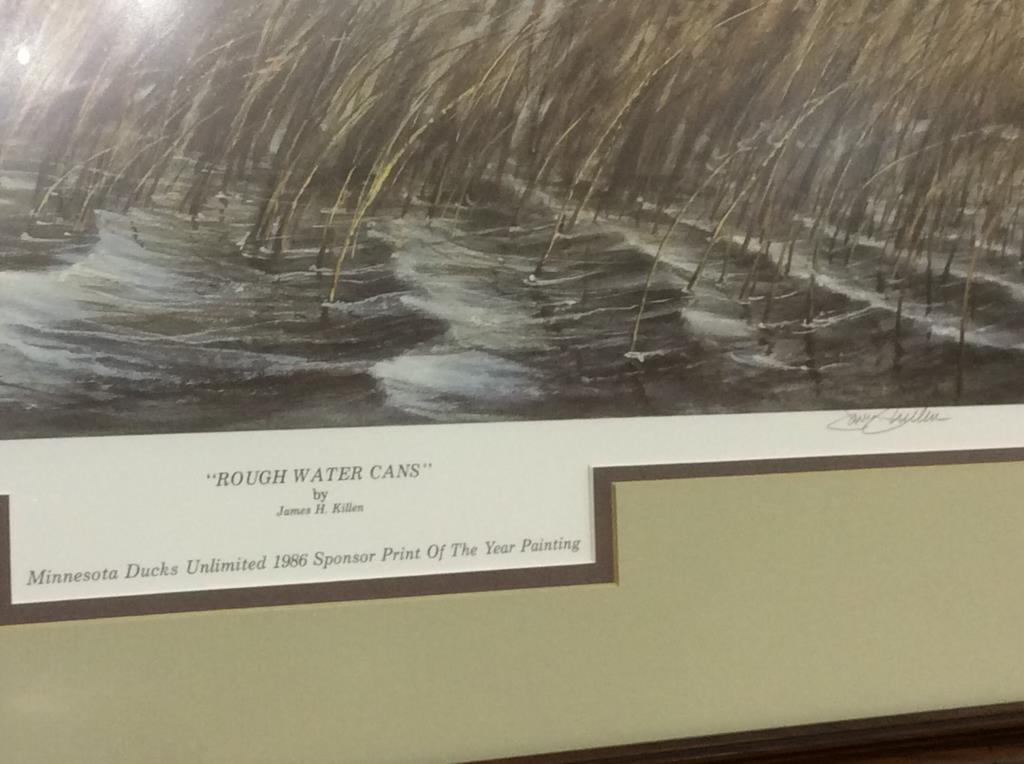 "ROUGH WATER CANS"
by
James H. Killen
Minnesota Ducks Unlimited 1986 Sponsor Print Of The Year Painting